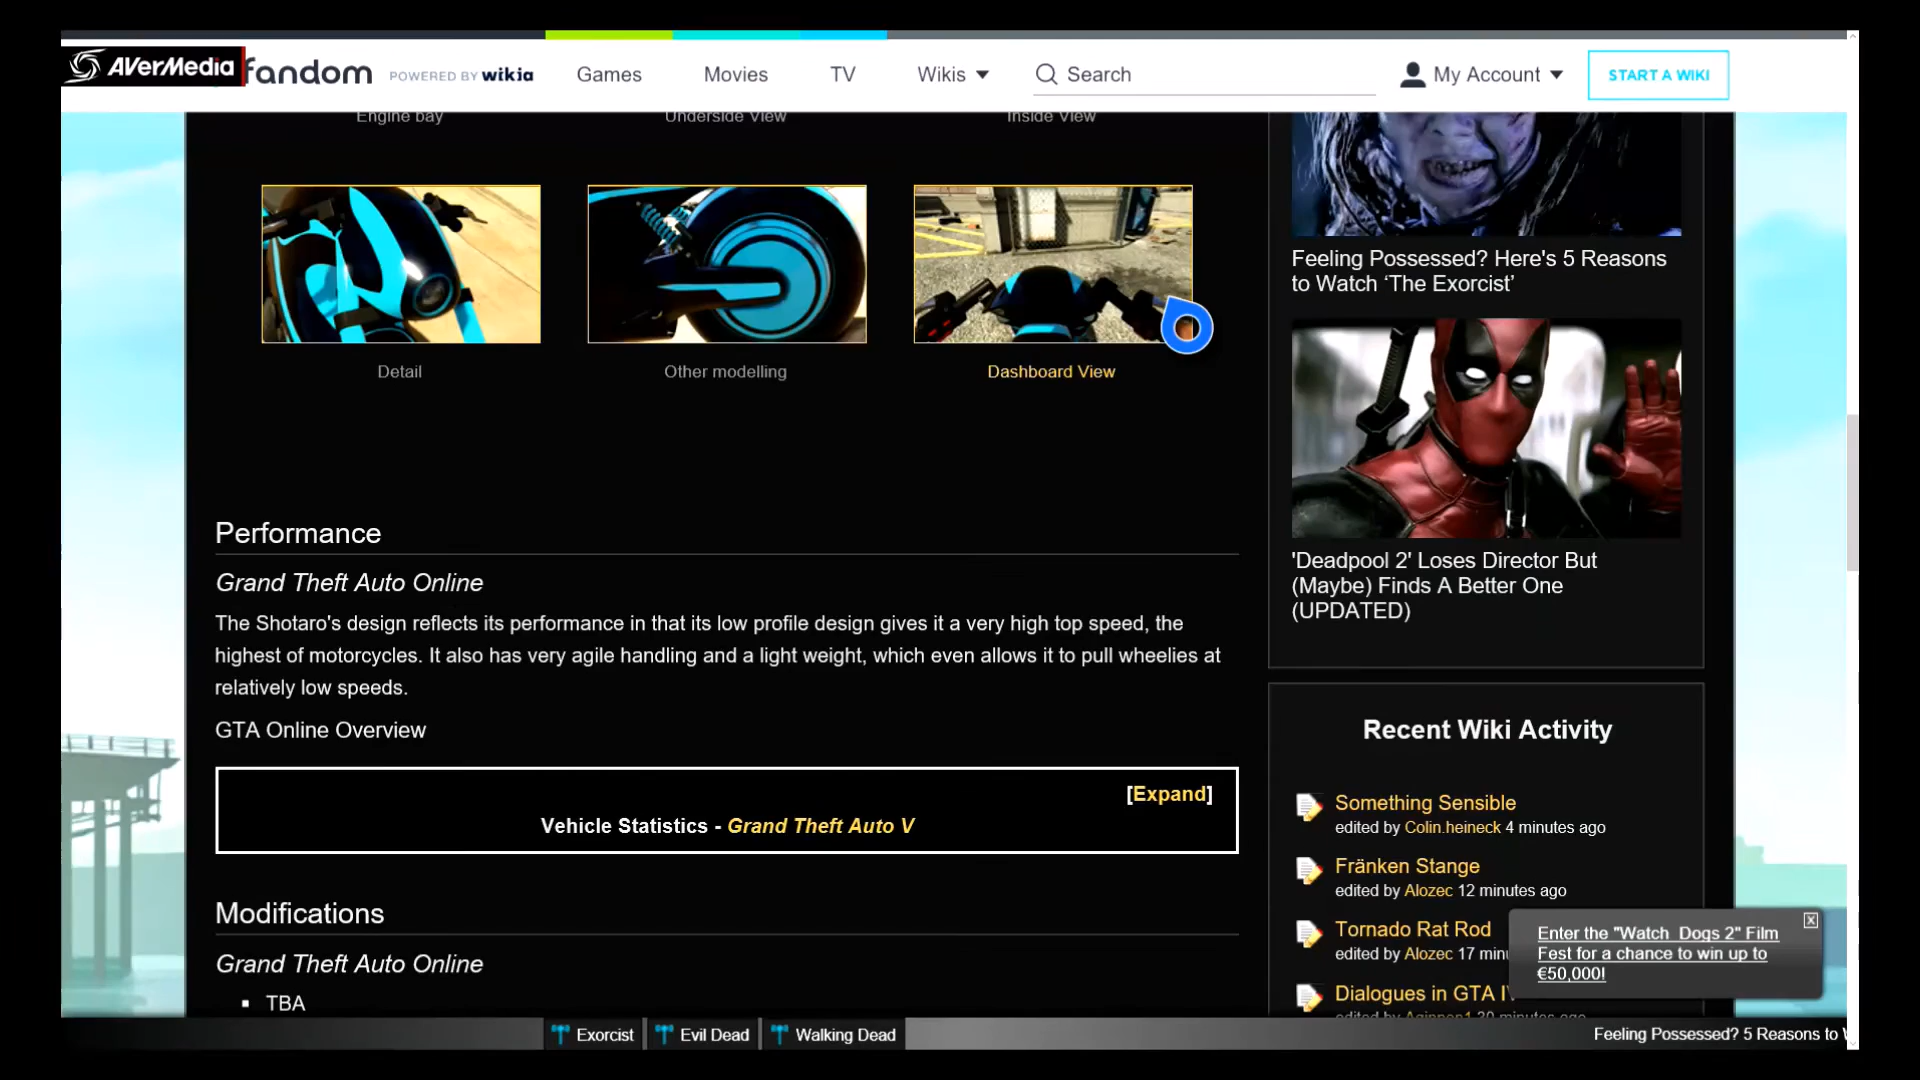 AVerMedia
fandom POWERED BY wikia Games Movies TV Wikis Search My Account START A WIKI
Engine bay Underside View Inside View
Detail Other modelling Dashboard View
Performance
Grand Theft Auto Online
The Shotaro's design reflects its performance in that its low profile design gives it a very high top speed, the
highest of motorcycles. It also has very agile handling and a light weight, which even allows it to pull wheelies at
relatively low speeds.
GTA Online Overview
[Expand]
Vehicle Statistics - Grand Theft Auto V
Modifications
Grand Theft Auto Online
▪ TBA
Feeling Possessed? Here's 5 Reasons
to Watch ‘The Exorcist’
'Deadpool 2' Loses Director But
(Maybe) Finds A Better One
(UPDATED)
Recent Wiki Activity
Something Sensible
edited by Colin.heineck 4 minutes ago
Fränken Stange
edited by Alozec 12 minutes ago
Tornado Rat Rod
edited by Alozec 17
Dialogues in GTA
Enter the "Watch_Dogs 2" Film
Fest for a chance to win up to
€50,000!
Exorcist Evil Dead Walking Dead
Feeling Possessed? 5 Reasons to